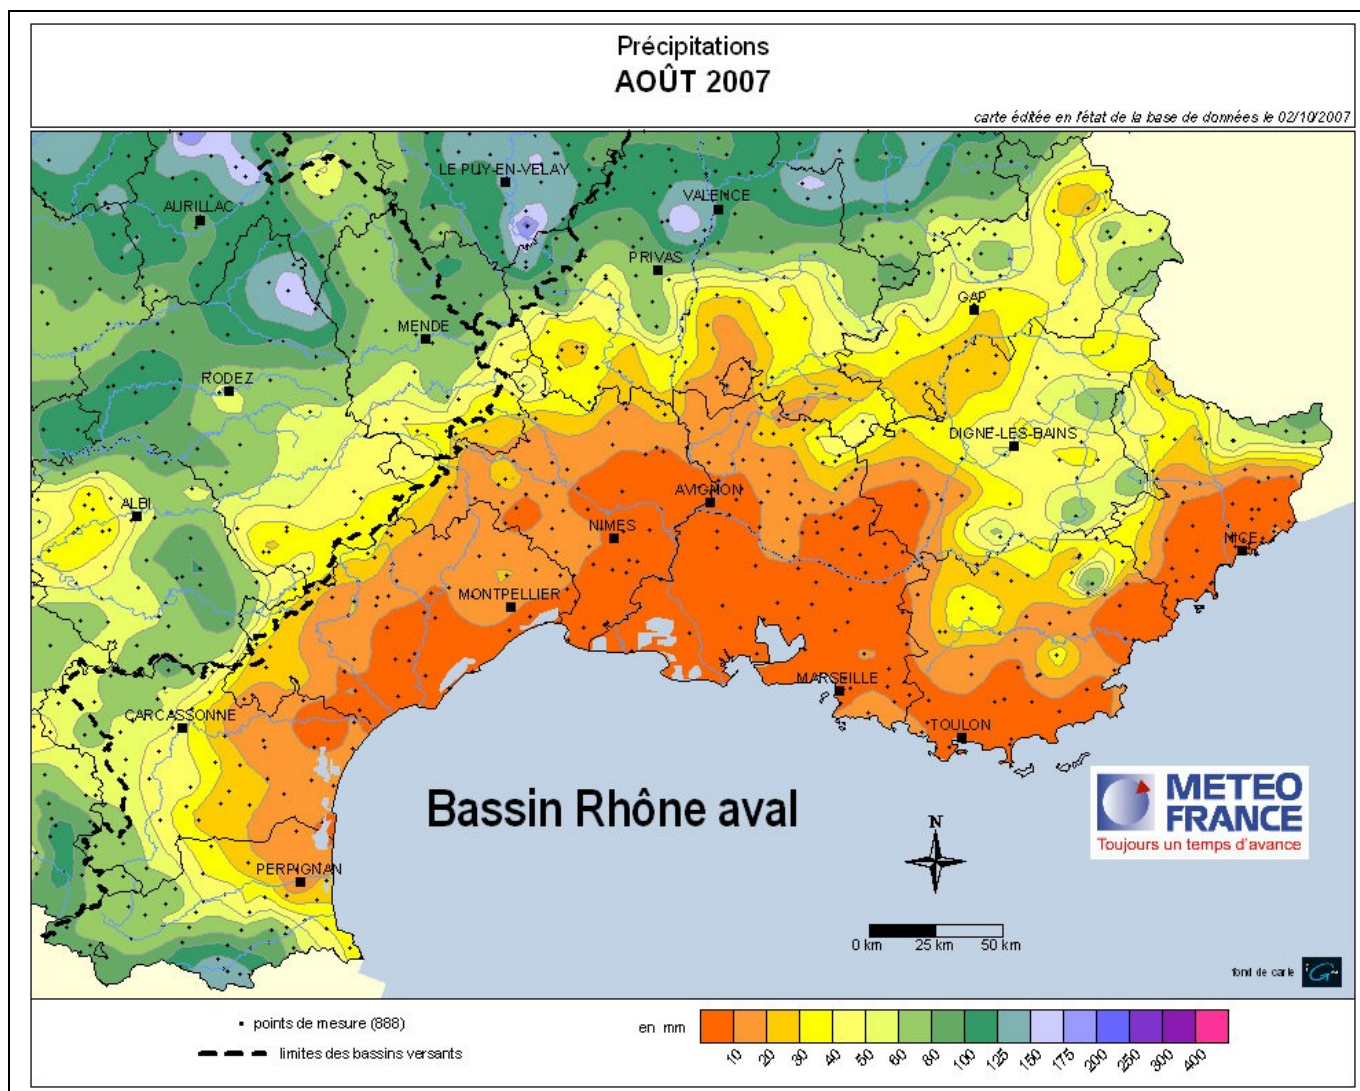 Précipitations
AOÛT 2007
carte éditée en l'état de la base de données le 02/10/2007
LE PUY-EN-VELAY
AURILLAC
VALENCE
PRIVAS
GAP
MENDE
RODEZ
DIGNE-LES-BAINS
AVIGNON
ALBI
NIMES
NICE
MONTPELLIER
MARSEILLE
CARCASSONNE
TOULON
Bassin Rhône aval
METEO
FRANCE
Toujours un temps d'avance
N
PERPIGNAN
0 km 25 km 50 km
fond de carte
points de mesure (888)
limites des bassins versants
en mm
10 20 30 40 50 60 80 100 125 150 175 200 250 300 400